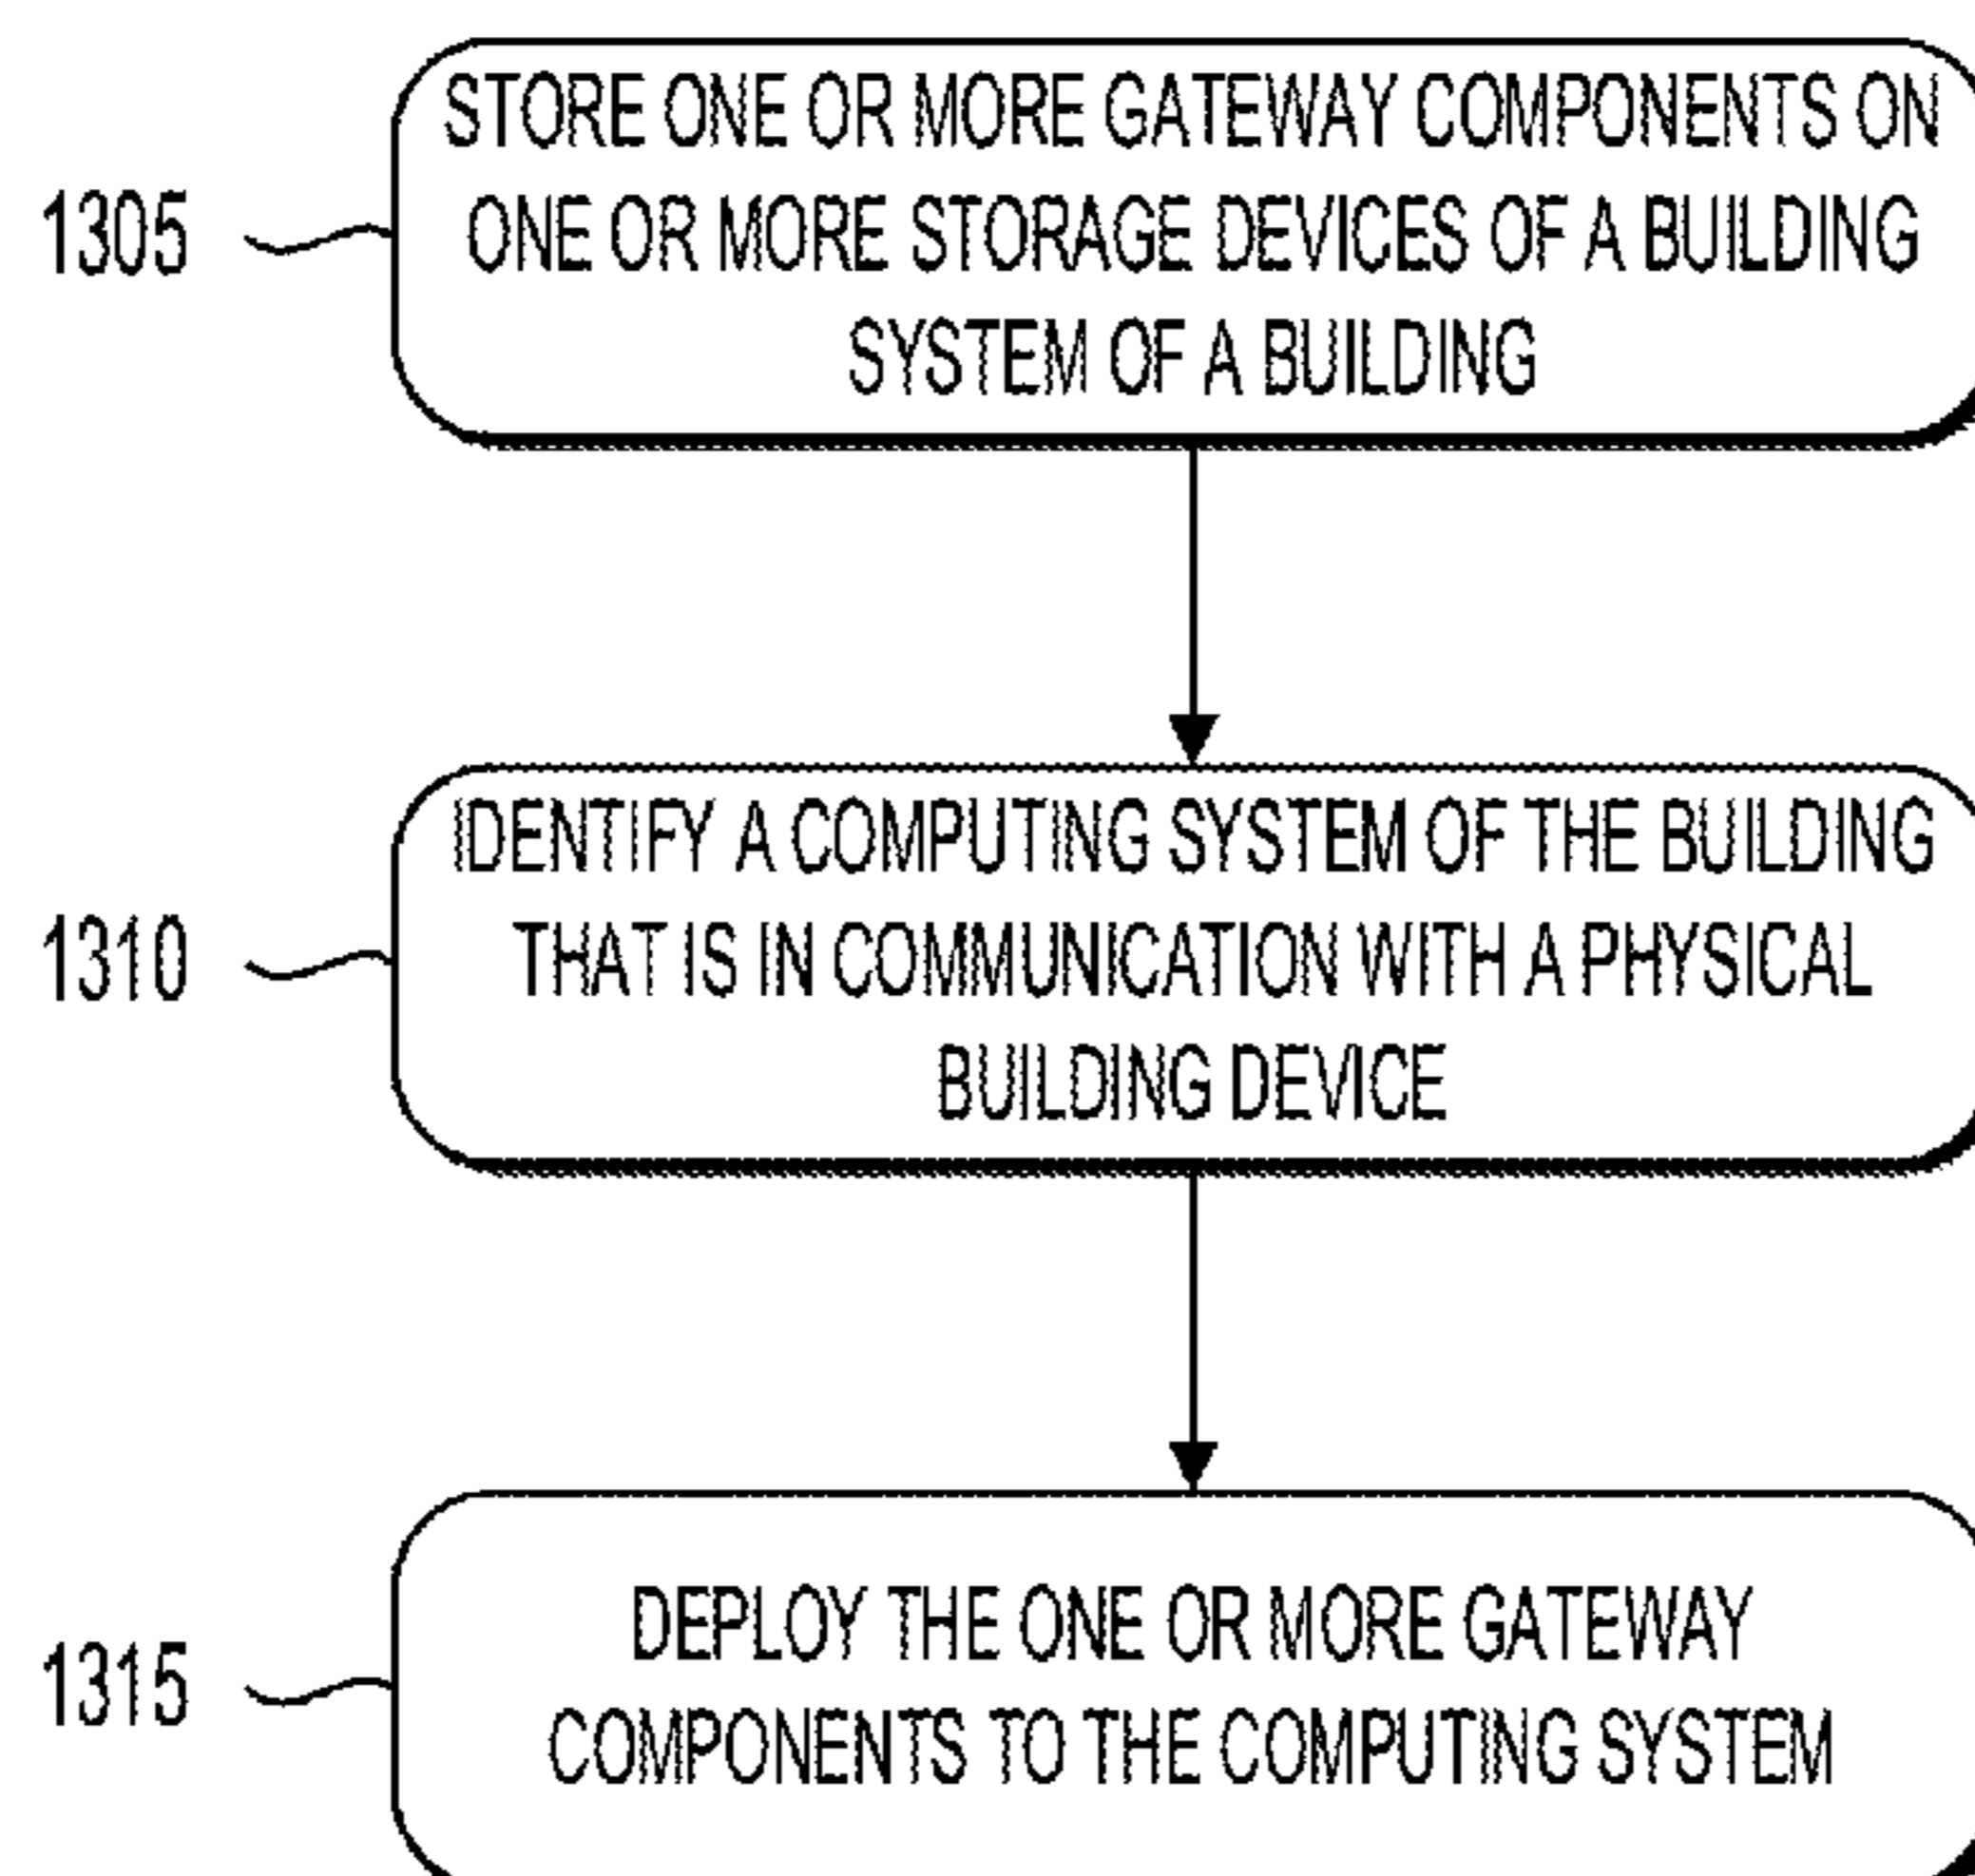 STORE ONE OR MORE GATEWAY COMPONENTS ON
1305
ONE OR MORE STORAGE DEVICES OF A BUILDING
SYSTEM OF A BUILDING
IDENTIFY A COMPUTING SYSTEM OF THE BUILDING
1310
THAT IS IN COMMUNICATION WITH A PHYSICAL
BUILDING DEVICE
DEPLOY THE ONE OR MORE GATEWAY
1315
COMPONENTS TO THE COMPUTING SYSTEM